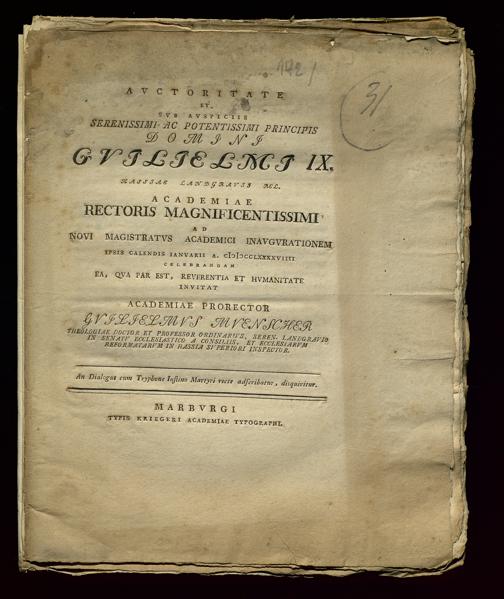 142/
31
AVCTORITATE
ET
SVB AVSPICIIS
SERENISSIMI AC POTENTISSIMI PRINCIPIS
DOMINI
GVILIELMI IX.
HASSIAE LANDGRAVII REL.
ACADEMIAE
RECTORIS MAGNIFICENTISSIMI
AD
NOVI MAGISTRATVS ACADEMICI INAVGVRATIONEM
IPSIS CALENDIS IANVARII A. CIƆIƆCCLXXXXVIIII
CELEBRANDAM
EA, QVA PAR EST, REVERENTIA ET HVMANITATE
INVITAT
ACADEMIAE PRORECTOR
GVILIELMVS MVENSCHER
THEOLOGIAE DOCTOR ET PROFESSOR ORDINARIVS, SEREN. LANDGRAVIO
IN SENATV ECCLESIASTICO A CONSILIIS, ET ECCLESIARVM
REFORMATARVM IN HASSIA SVPERIORI INSPECTOR.
An Dialogus cum Tryphone Iustino Martyri recte adscribatur, disquiritur.
MARBVRGI
TYPIS KRIEGERI ACADEMIAE TYPOGRAPHI.